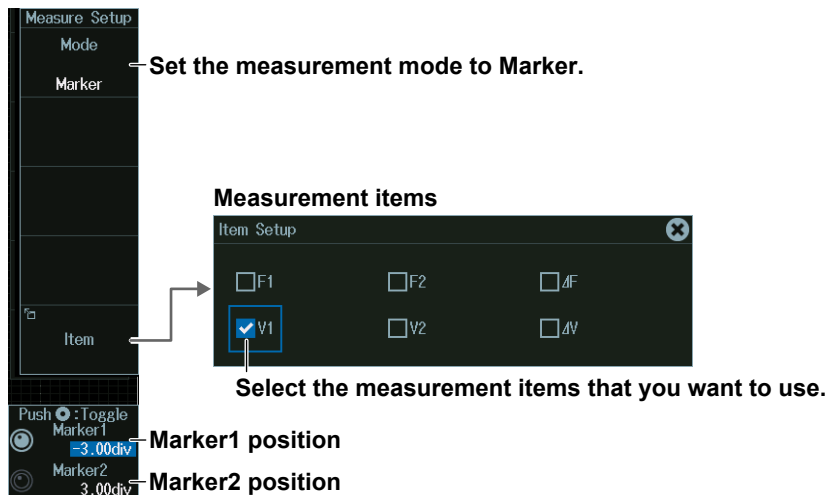 Measure Setup
Mode
Marker
Set the measurement mode to Marker.
Measurement items
Item Setup
F1 F2 ΔF
V1 V2 ΔV
Item
Select the measurement items that you want to use.
Push :Toggle
Marker1
-3.00div
Marker1 position
Marker2
3.00div
Marker2 position